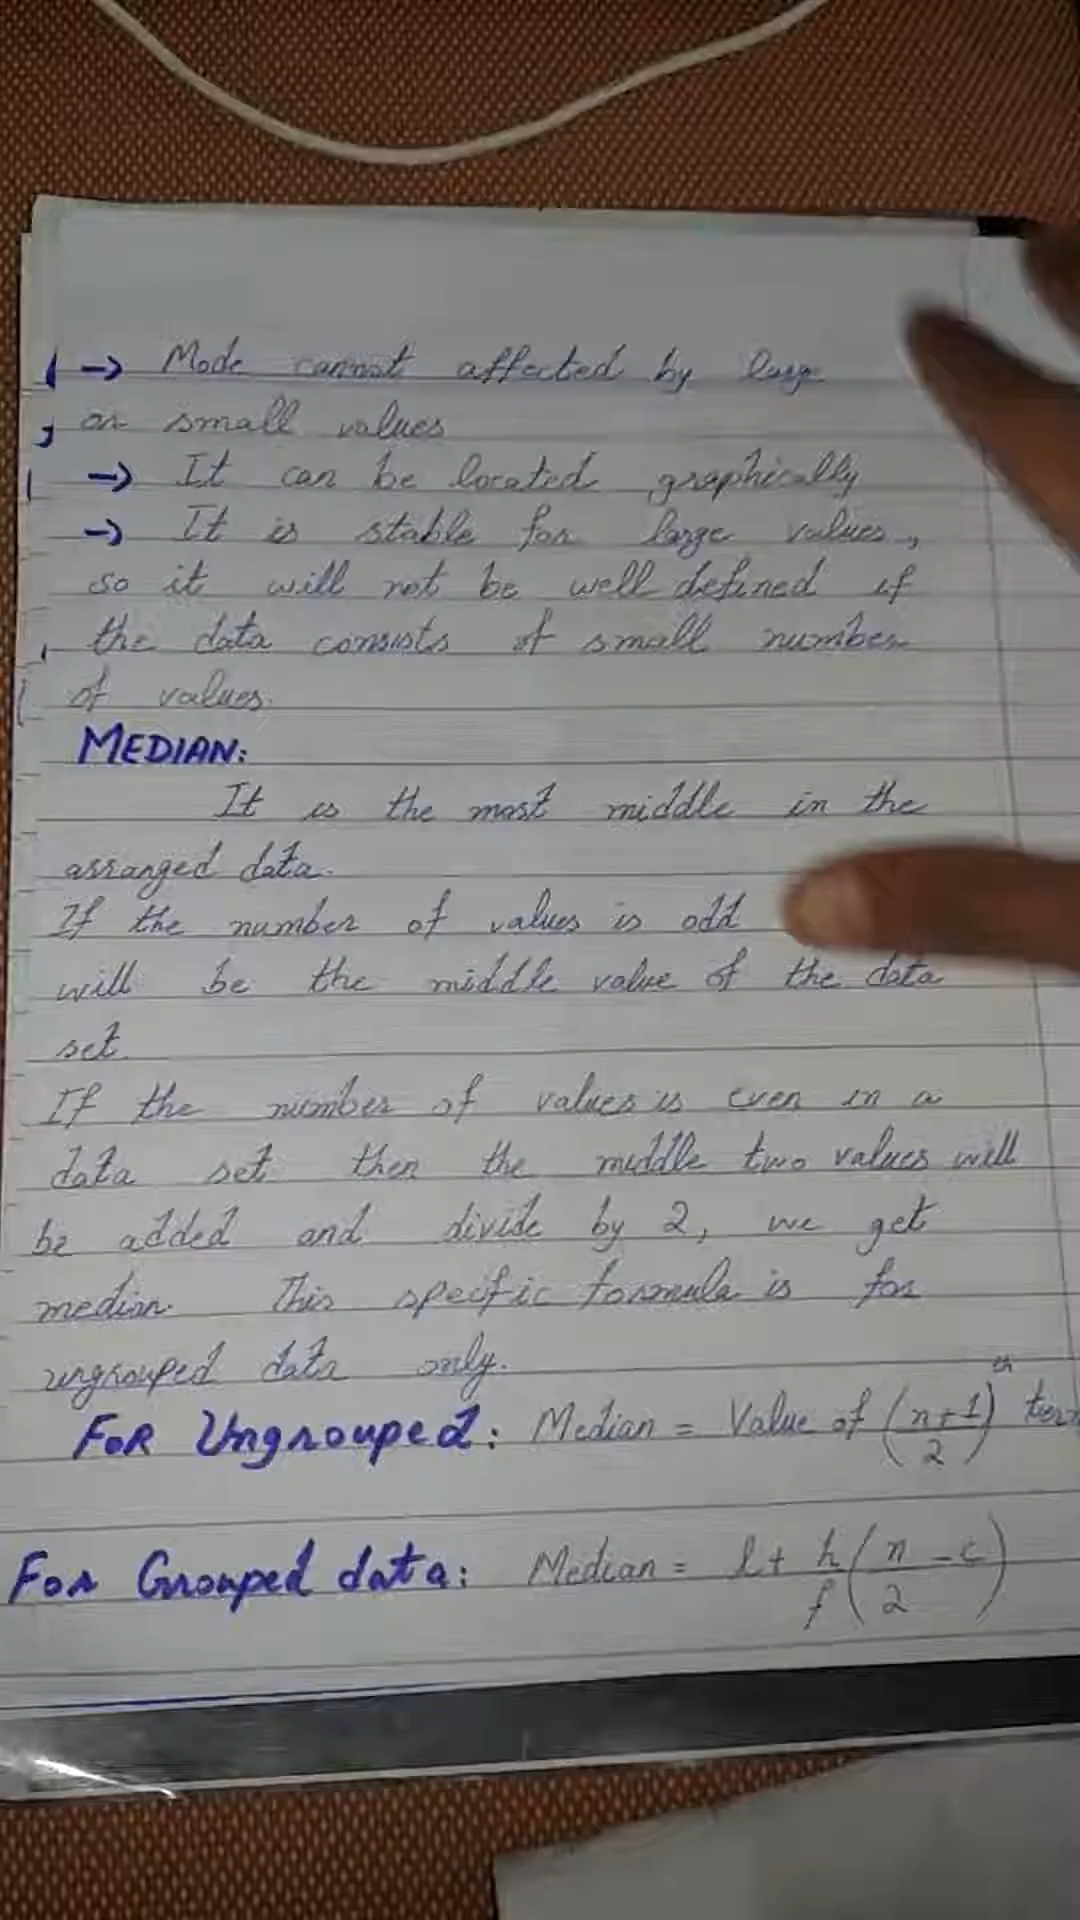 → Mode cannot affected by large
or small values
→ It can be located graphically
→ It is stable for large values,
so it will not be well defined if
the data consists of small number
of values.
MEDIAN:
It is the most middle in the
arranged data.
If the number of values is odd
will be the middle value of the data
set.
If the number of values is even in a
data set then the middle two values will
be added and divide by 2, we get
median. This specific formula is for
ungrouped data only.
FOR Ungrouped: Median = Value of (n+1/2)th term
For Grouped data: Median = l + h/f (n/2 - c)